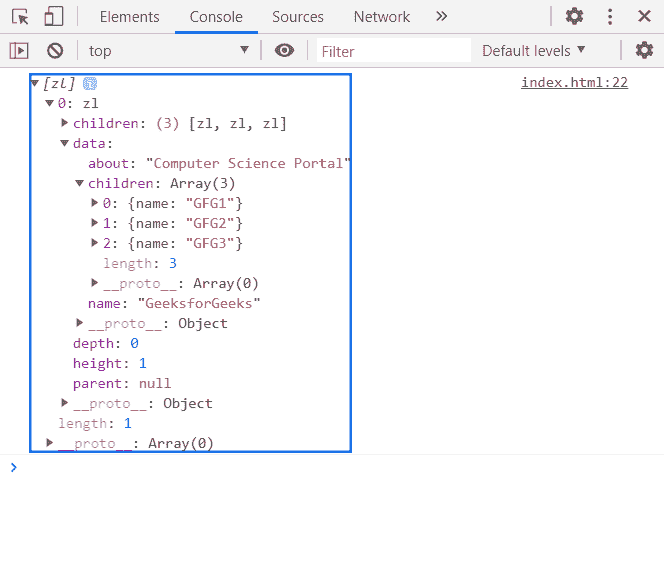 Elements Console Sources Network »
top Filter Default levels
[zl] index.html:22
0: zl
children: (3) [zl, zl, zl]
data:
about: "Computer Science Portal"
children: Array(3)
0: {name: "GFG1"}
1: {name: "GFG2"}
2: {name: "GFG3"}
length: 3
__proto__: Array(0)
name: "GeeksforGeeks"
__proto__: Object
depth: 0
height: 1
parent: null
__proto__: Object
length: 1
__proto__: Array(0)
>